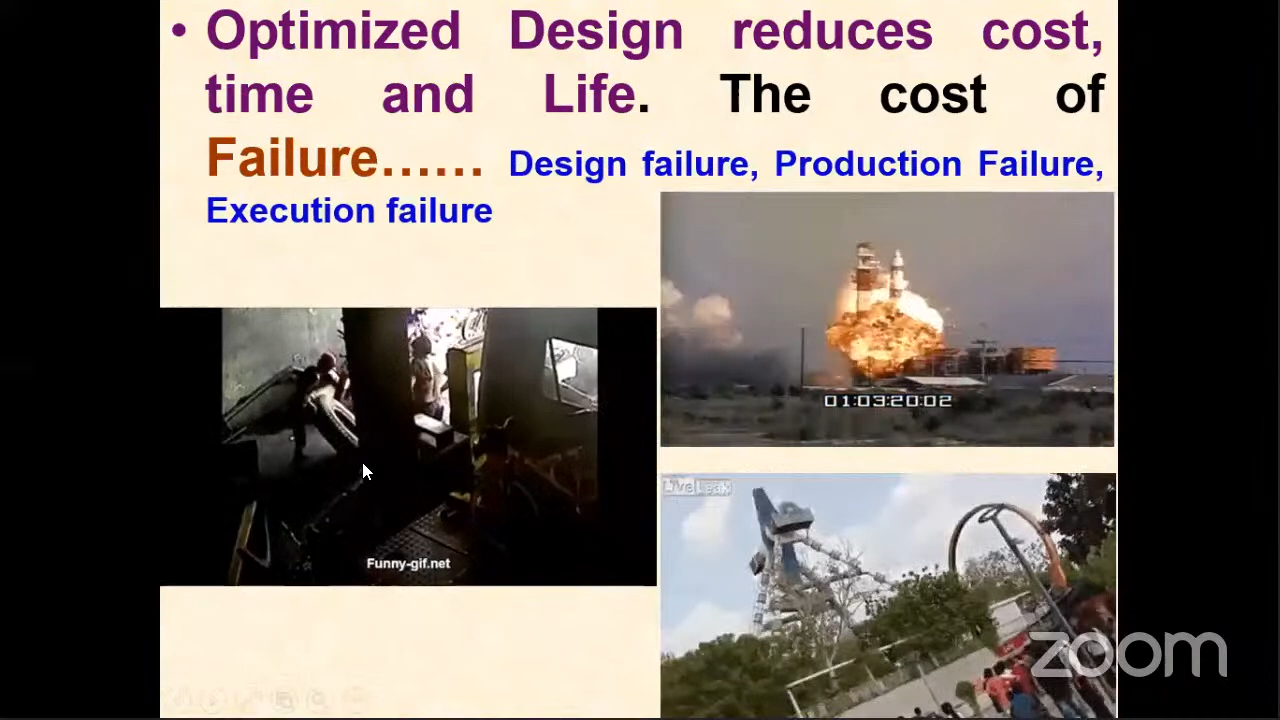 • Optimized Design reduces cost,
time and Life. The cost of
Failure...... Design failure, Production Failure,
Execution failure
01:03:20:02
LiveLeak
Funny-gif.net
zoom